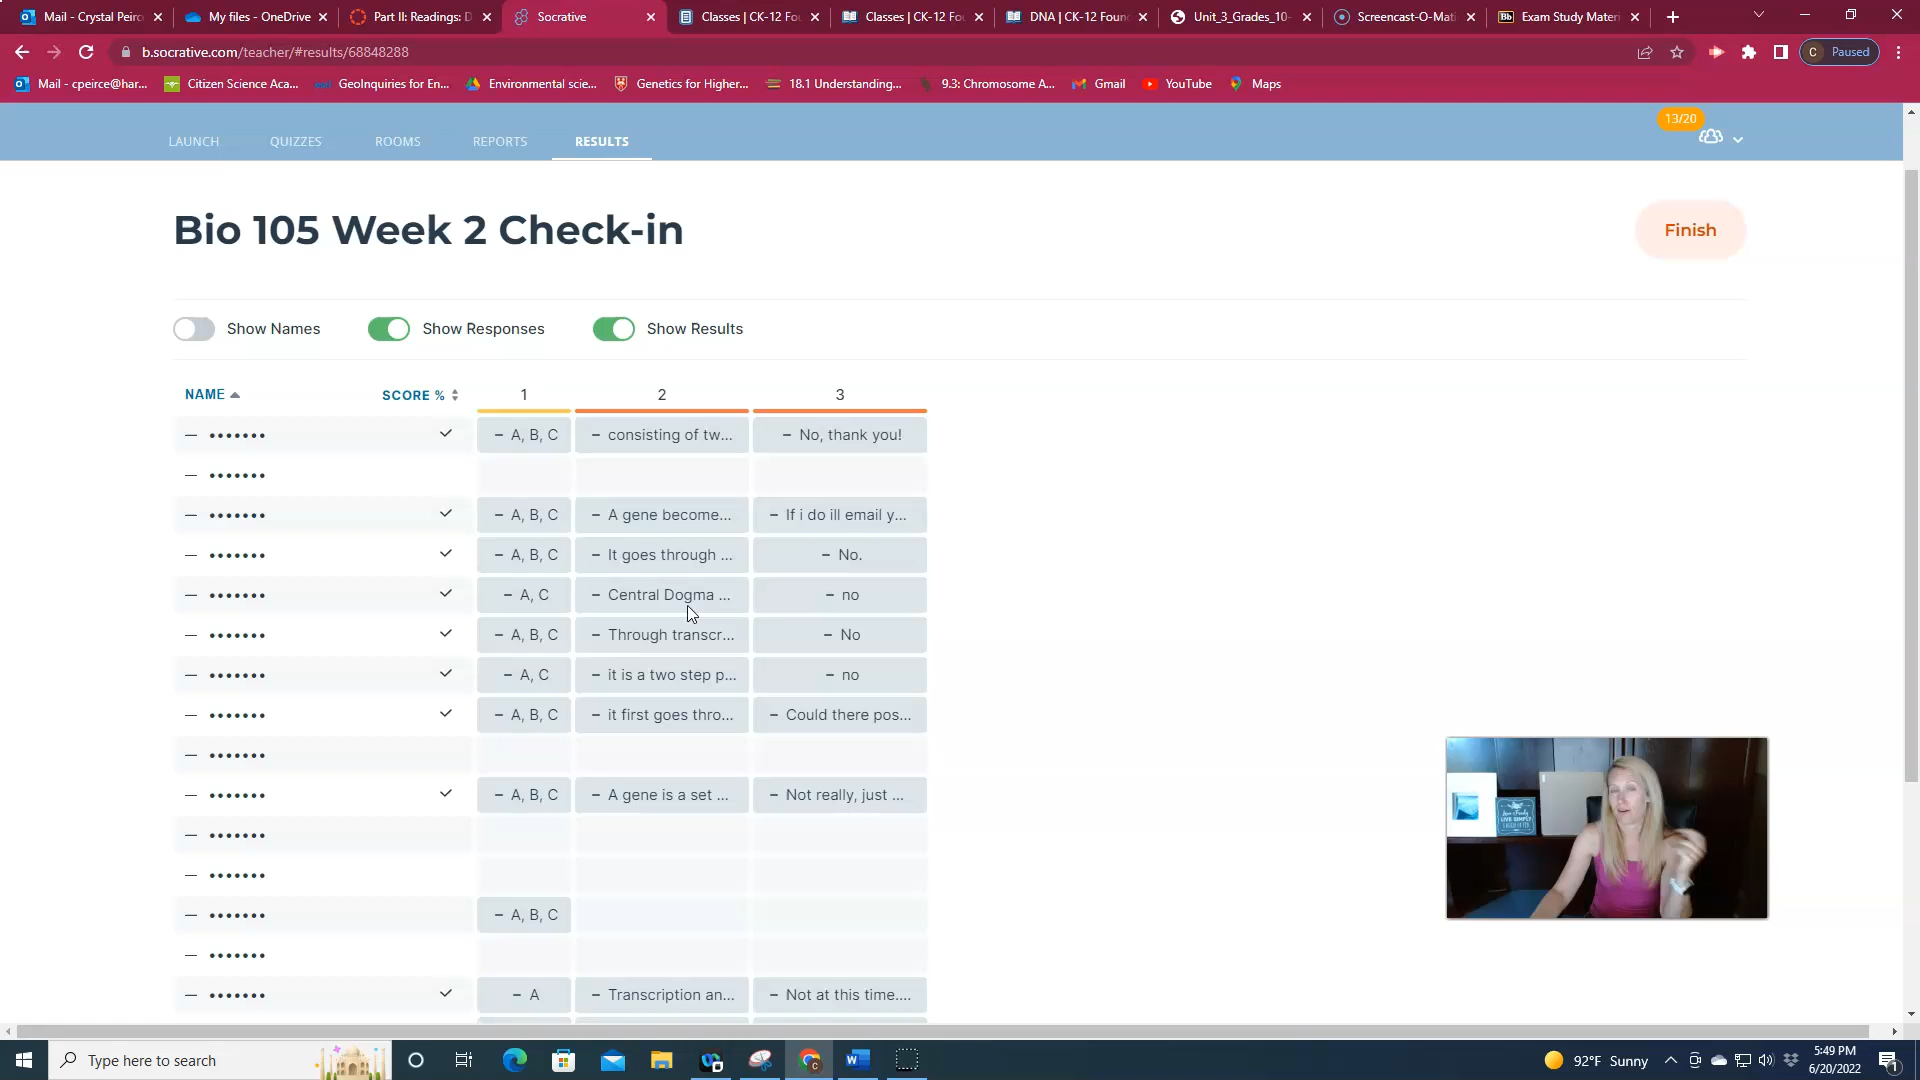 Mail - Crystal Peirc
My files - OneDrive
Part II: Readings: D
Socrative
Classes | CK-12 Fou
Classes | CK-12 Fou
DNA | CK-12 Foun
Unit_3_Grades_10-
Screencast-O-Mati
Bb Exam Study Materi
b.socrative.com/teacher/#results/68848288
C Paused
Mail - cpeirce@har...
Citizen Science Aca...
GeoInquiries for En...
Environmental scie...
Genetics for Higher...
18.1 Understanding...
9.3: Chromosome A...
Gmail
YouTube
Maps
13/20
LAUNCH QUIZZES ROOMS REPORTS RESULTS
Bio 105 Week 2 Check-in
Finish
Show Names Show Responses Show Results
NAME SCORE % 1 2 3
– ••••••• – A, B, C – consisting of tw... – No, thank you!
– •••••••
– ••••••• – A, B, C – A gene become... – If i do ill email y...
– ••••••• – A, B, C – It goes through ... – No.
– ••••••• – A, C – Central Dogma ... – no
– ••••••• – A, B, C – Through transcr... – No
– ••••••• – A, C – it is a two step p... – no
– ••••••• – A, B, C – it first goes thro... – Could there pos...
– •••••••
– ••••••• – A, B, C – A gene is a set ... – Not really, just ...
– •••••••
– •••••••
– ••••••• – A, B, C
– •••••••
– ••••••• – A – Transcription an... – Not at this time....
Type here to search
92°F Sunny
5:49 PM
6/20/2022
1